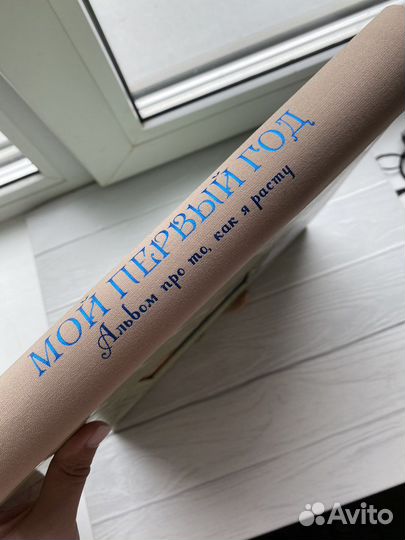 МОЙ ПЕРВЫЙ ГОД
Альбом про то, как я расту
Avito